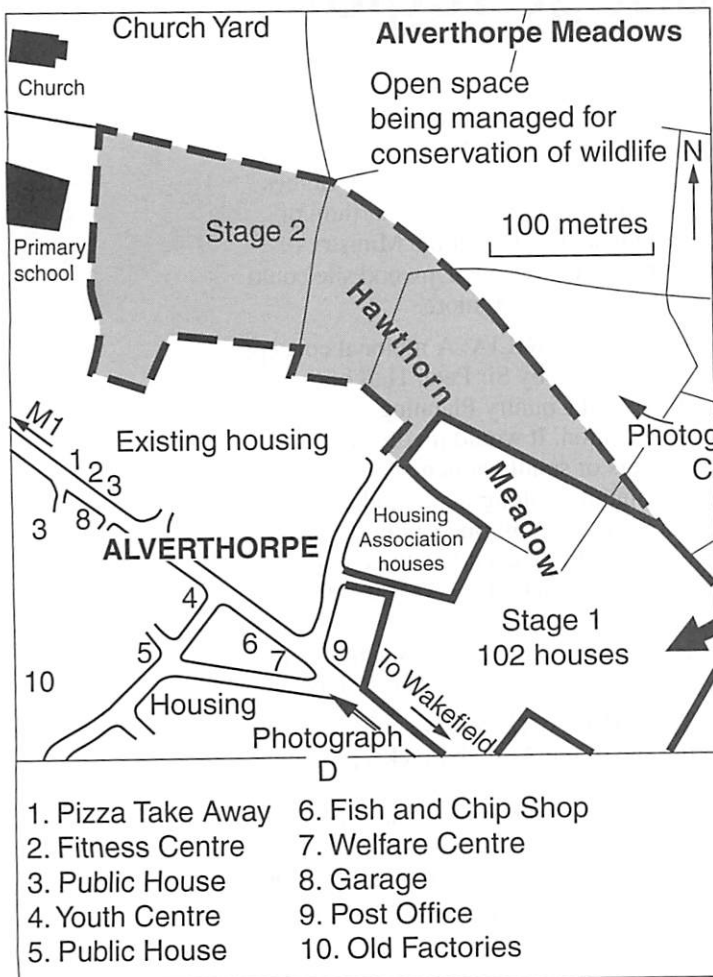 Church Yard
Alverthorpe Meadows
Church
Open space
being managed for
conservation of wildlife
N
Stage 2
100 metres
Primary
school
Hawthorn
Meadow
M1
Existing housing
Photog
C
1
2
3
3
8
Housing
Association
houses
ALVERTHORPE
4
Stage 1
102 houses
6
7
9
5
10
To Wakefield
Housing
Photograph
D
1. Pizza Take Away
2. Fitness Centre
3. Public House
4. Youth Centre
5. Public House
6. Fish and Chip Shop
7. Welfare Centre
8. Garage
9. Post Office
10. Old Factories